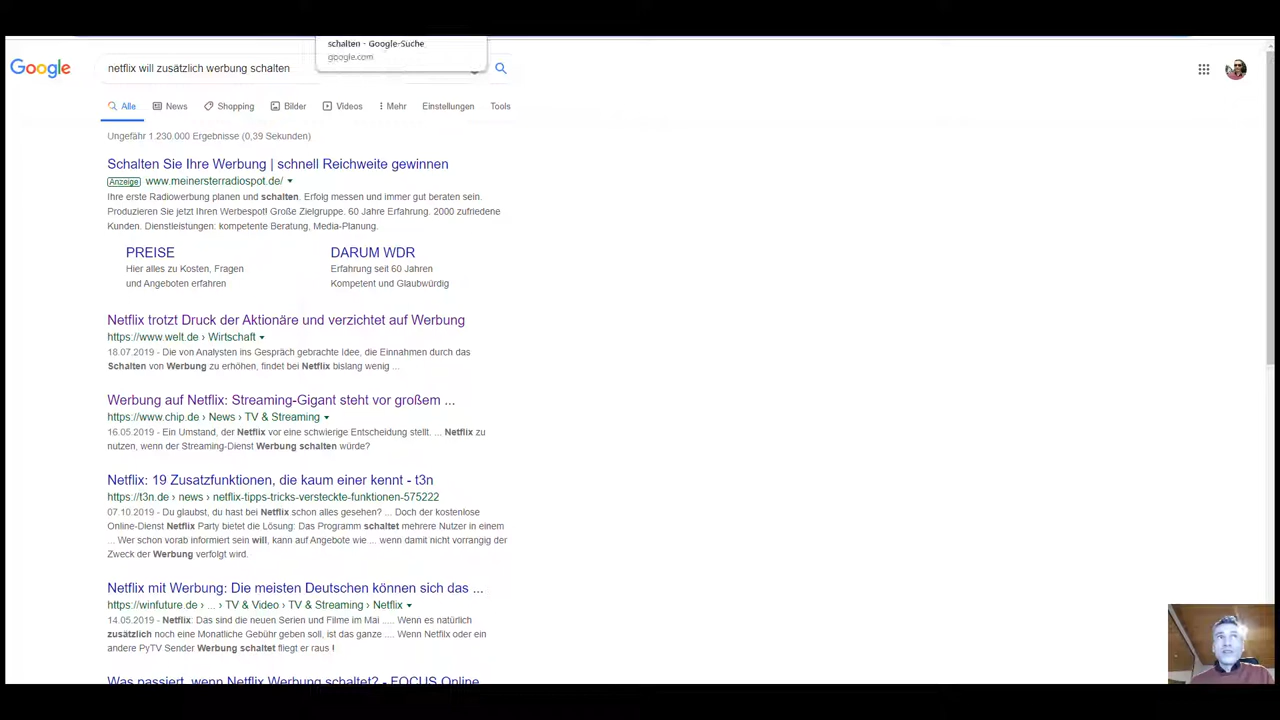 schalten - Google-Suche
google.com
Google
netflix will zusätzlich werbung schalten
Alle News Shopping Bilder Videos Mehr Einstellungen Tools
Ungefähr 1.230.000 Ergebnisse (0,39 Sekunden)
Schalten Sie Ihre Werbung | schnell Reichweite gewinnen
Anzeige www.meinersterradiospot.de/
Ihre erste Radiowerbung planen und schalten. Erfolg messen und immer gut beraten sein.
Produzieren Sie jetzt Ihren Werbespot! Große Zielgruppe. 60 Jahre Erfahrung. 2000 zufriedene
Kunden. Dienstleistungen: kompetente Beratung, Media-Planung.
PREISE
Hier alles zu Kosten, Fragen
und Angeboten erfahren
DARUM WDR
Erfahrung seit 60 Jahren
Kompetent und Glaubwürdig
Netflix trotzt Druck der Aktionäre und verzichtet auf Werbung
https://www.welt.de › Wirtschaft
18.07.2019 - Die von Analysten ins Gespräch gebrachte Idee, die Einnahmen durch das
Schalten von Werbung zu erhöhen, findet bei Netflix bislang wenig ...
Werbung auf Netflix: Streaming-Gigant steht vor großem ...
https://www.chip.de › News › TV & Streaming
16.05.2019 - Ein Umstand, der Netflix vor eine schwierige Entscheidung stellt. ... Netflix zu
nutzen, wenn der Streaming-Dienst Werbung schalten würde?
Netflix: 19 Zusatzfunktionen, die kaum einer kennt - t3n
https://t3n.de › news › netflix-tipps-tricks-versteckte-funktionen-575222
07.10.2019 - Du glaubst, du hast bei Netflix schon alles gesehen? ... Doch der kostenlose
Online-Dienst Netflix Party bietet die Lösung: Das Programm schaltet mehrere Nutzer in einem
... Wer schon vorab informiert sein will, kann auf Angebote wie ... wenn damit nicht vorrangig der
Zweck der Werbung verfolgt wird.
Netflix mit Werbung: Die meisten Deutschen können sich das ...
https://winfuture.de › ... › TV & Video › TV & Streaming › Netflix
14.05.2019 - Netflix: Das sind die neuen Serien und Filme im Mai ..... Wenn es natürlich
zusätzlich noch eine Monatliche Gebühr geben soll, ist das ganze .... Wenn Netfilx oder ein
andere PyTV Sender Werbung schaltet fliegt er raus !
Was passiert, wenn Netflix Werbung schaltet? - FOCUS Online